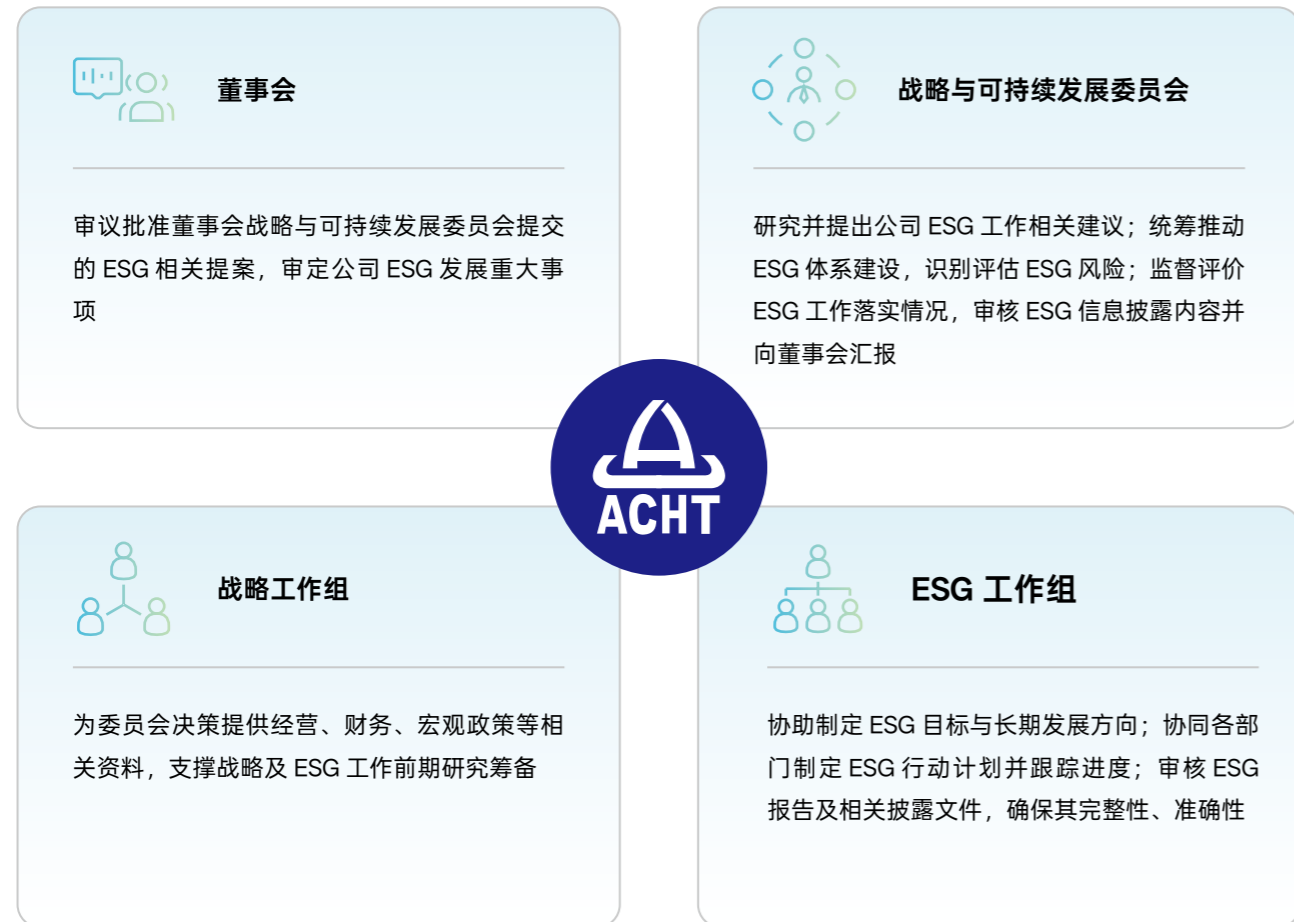 董事会
审议批准董事会战略与可持续发展委员会提交
的 ESG 相关提案，审定公司 ESG 发展重大事
项
战略与可持续发展委员会
研究并提出公司 ESG 工作相关建议；统筹推动
ESG 体系建设，识别评估 ESG 风险；监督评价
ESG 工作落实情况，审核 ESG 信息披露内容并
向董事会汇报
ACHT
战略工作组
为委员会决策提供经营、财务、宏观政策等相
关资料，支撑战略及 ESG 工作前期研究筹备
ESG 工作组
协助制定 ESG 目标与长期发展方向；协同各部
门制定 ESG 行动计划并跟踪进度；审核 ESG
报告及相关披露文件，确保其完整性、准确性